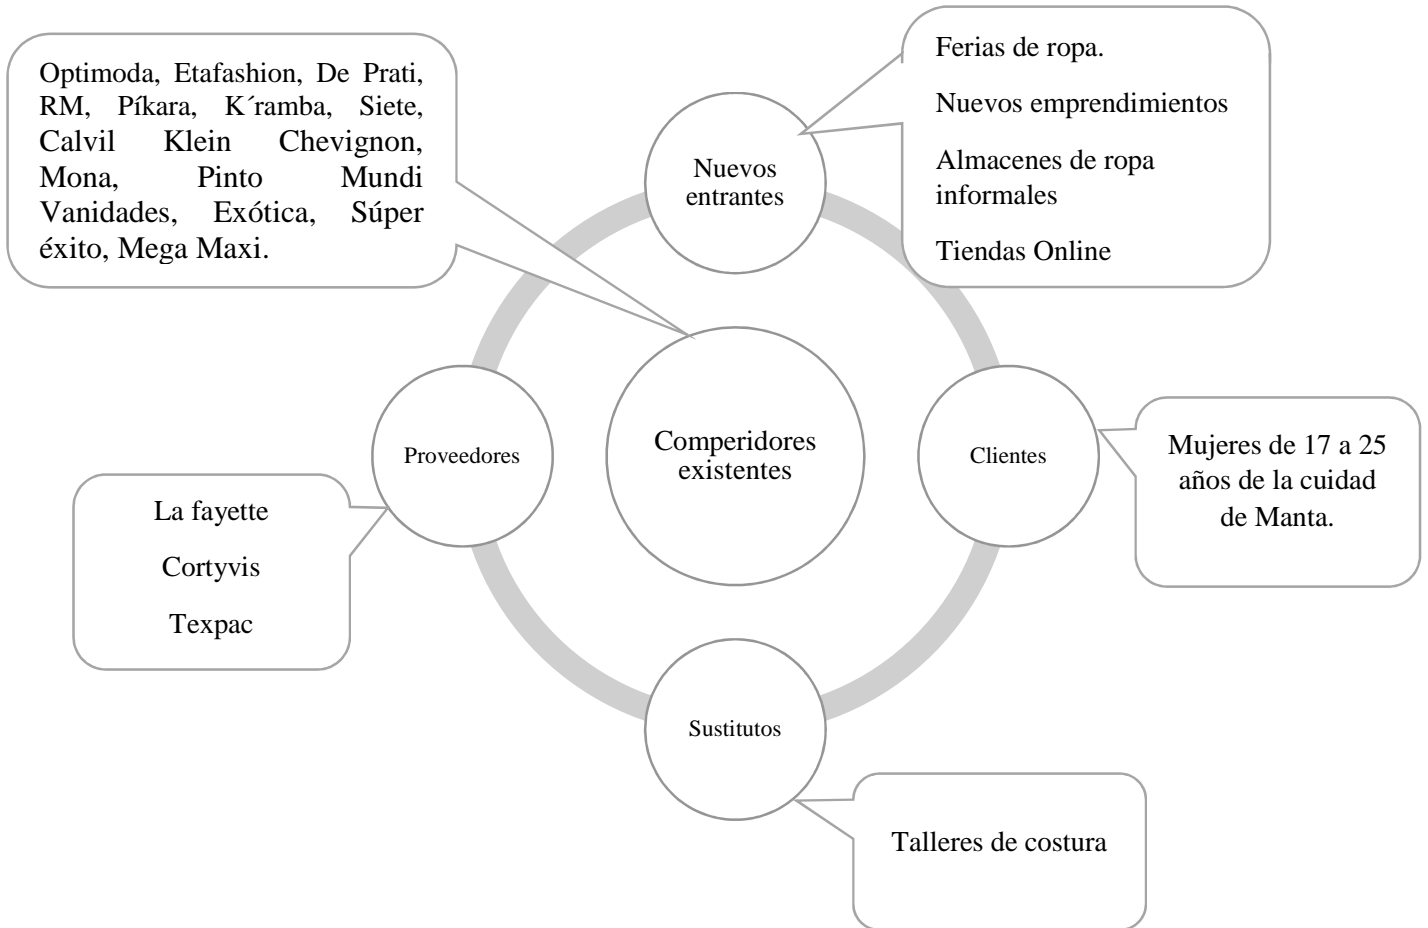 Optimoda, Etafashion, De Prati,
RM, Píkara, K´ramba, Siete,
Calvil Klein Chevignon,
Mona, Pinto Mundi
Vanidades, Exótica, Súper
éxito, Mega Maxi.
Ferias de ropa.
Nuevos emprendimientos
Almacenes de ropa
informales
Tiendas Online
Nuevos
entrantes
Proveedores
Comperidores
existentes
Clientes
Mujeres de 17 a 25
años de la cuidad
de Manta.
La fayette
Cortyvis
Texpac
Sustitutos
Talleres de costura